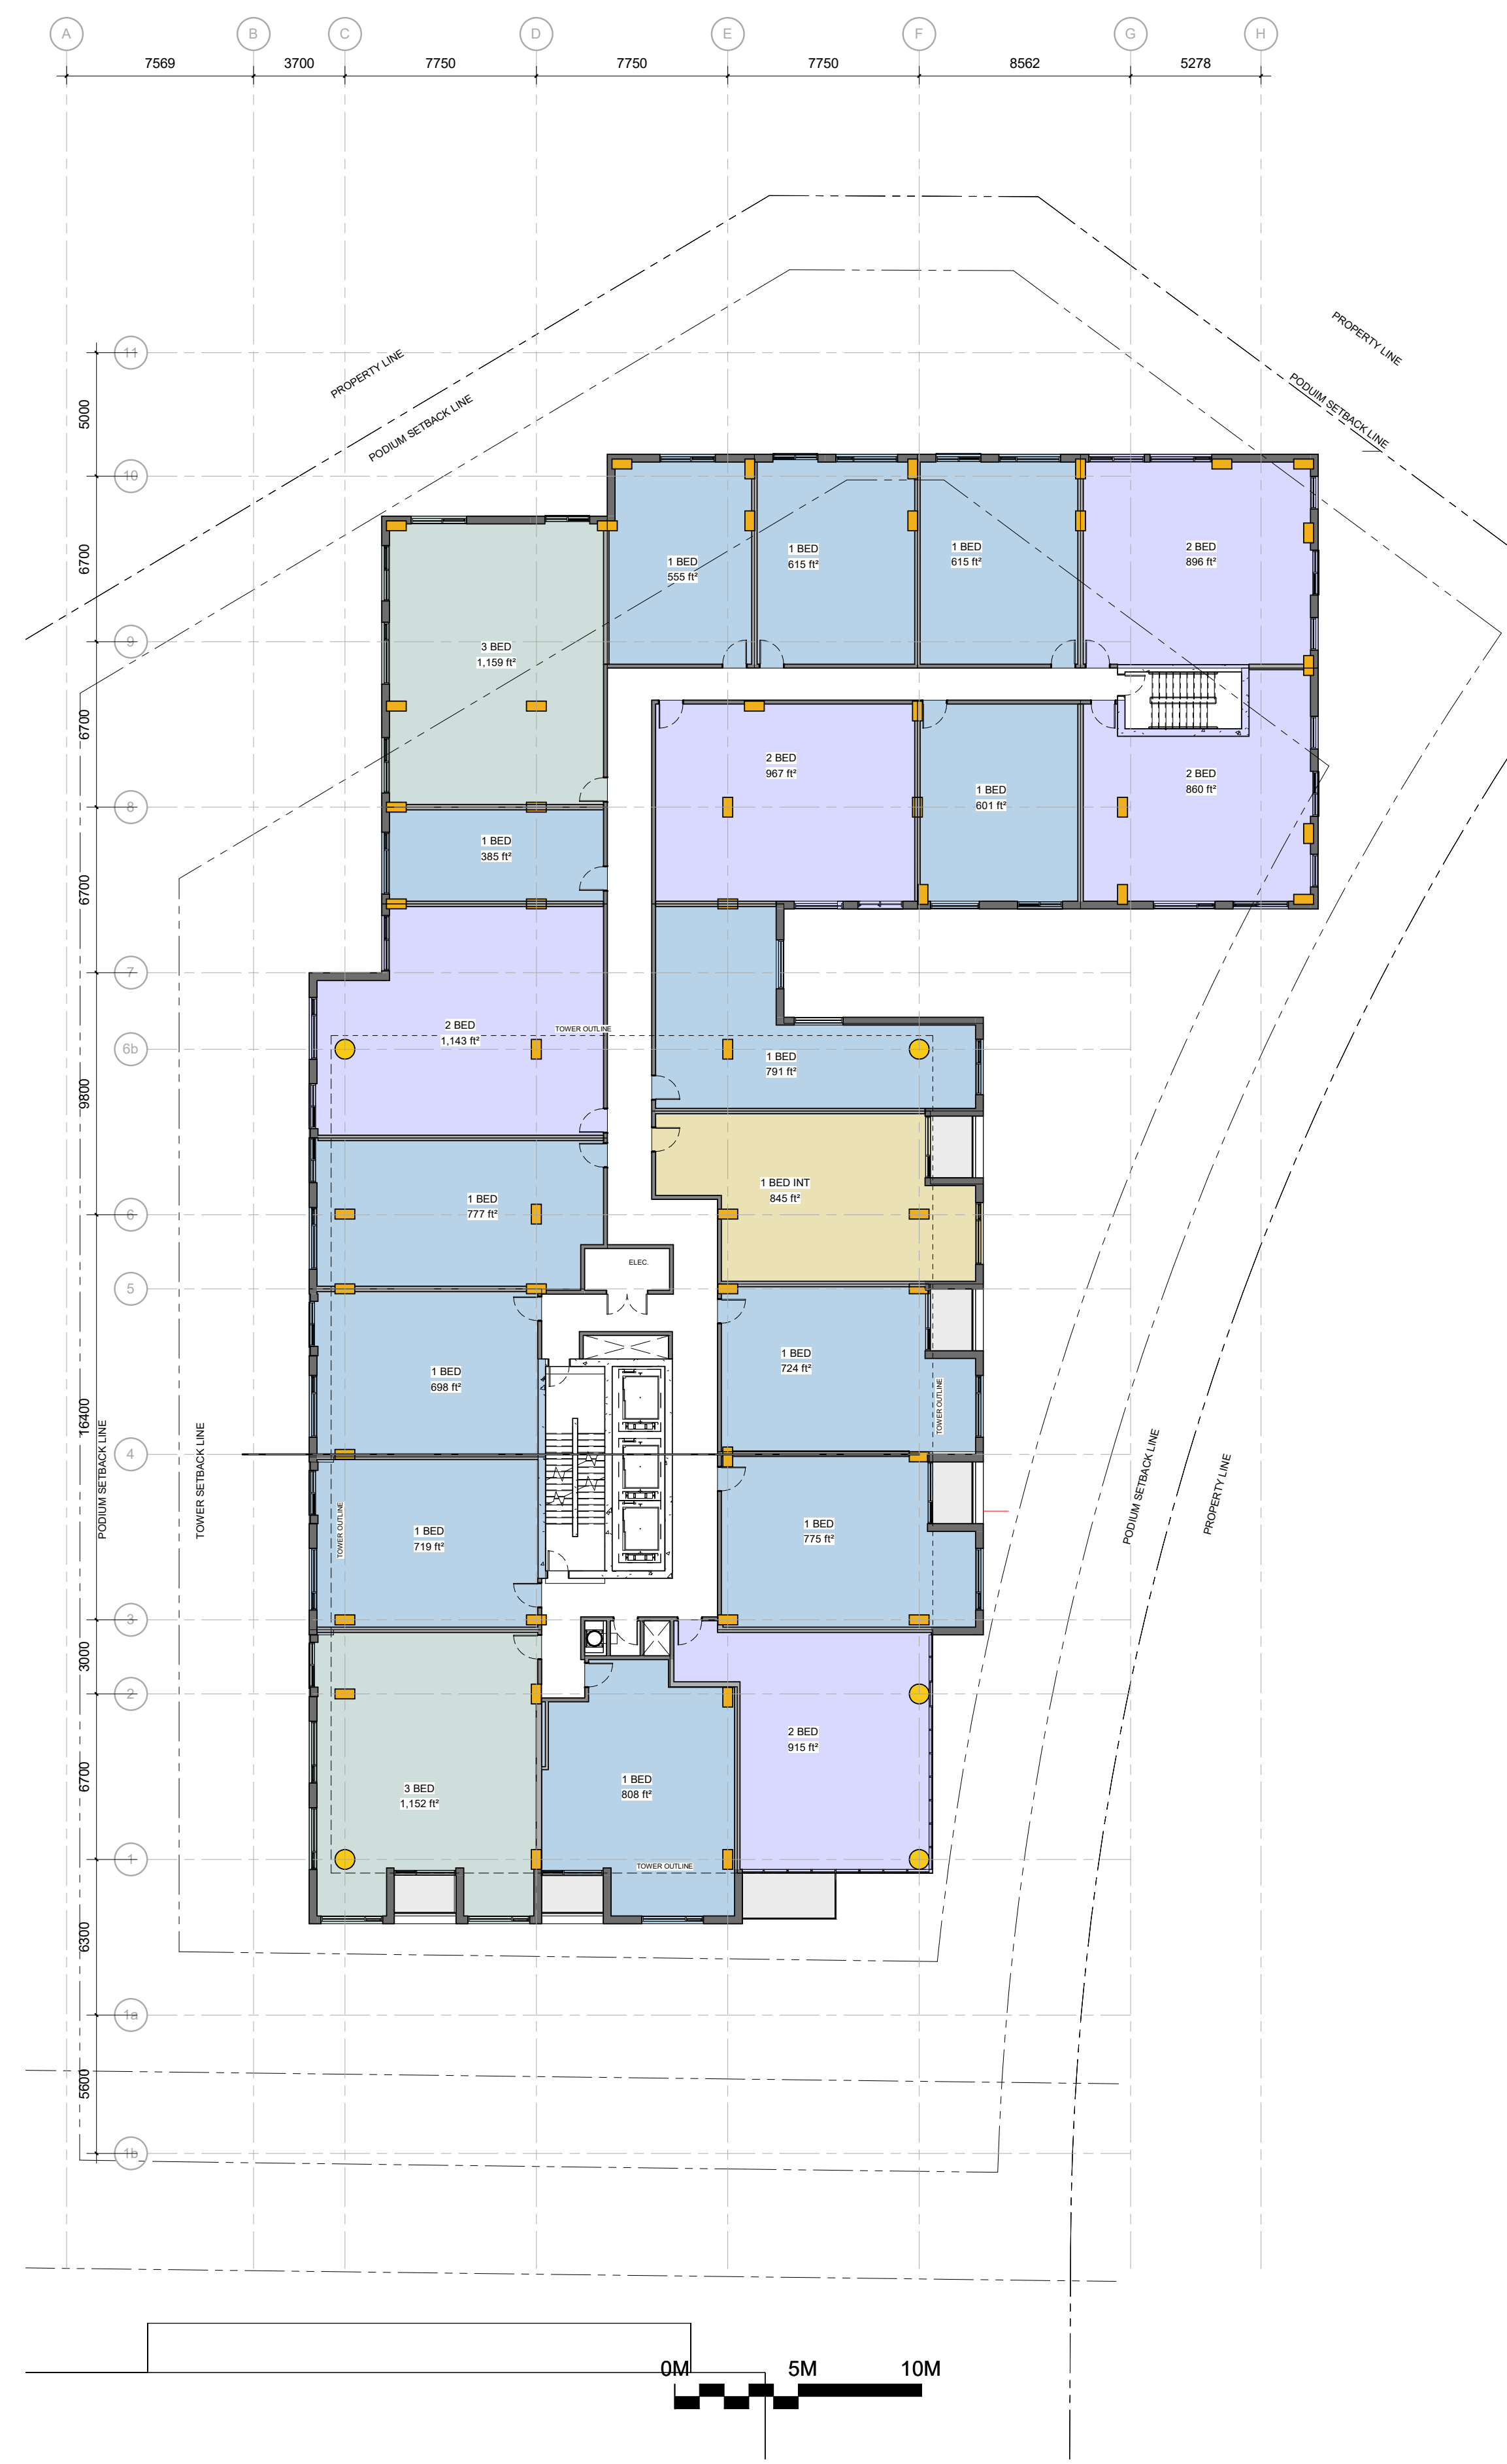 A
B
C
D
E
F
G
H
7569
3700
7750
7750
7750
8562
5278
PROPERTY LINE
PROPERTY LINE
11
PODIUM SETBACK LINE
PODUIM SETBACK LINE
5000
10
6700
1 BED
555 ft²
1 BED
615 ft²
1 BED
615 ft²
2 BED
896 ft²
9
3 BED
1,159 ft²
6700
2 BED
967 ft²
1 BED
601 ft²
2 BED
860 ft²
8
1 BED
385 ft²
6700
7
2 BED
1,143 ft²
TOWER OUTLINE
6b
1 BED
791 ft²
9800
1 BED INT
845 ft²
1 BED
777 ft²
6
ELEC.
5
1 BED
698 ft²
1 BED
724 ft²
TOWER OUTLINE
16400
PODIUM SETBACK LINE
TOWER SETBACK LINE
4
PODIUM SETBACK LINE
PROPERTY LINE
TOWER OUTLINE
1 BED
719 ft²
1 BED
775 ft²
3
3000
2
2 BED
915 ft²
6700
3 BED
1,152 ft²
1 BED
808 ft²
1
TOWER OUTLINE
6300
1a
5600
1b
0M
5M
10M